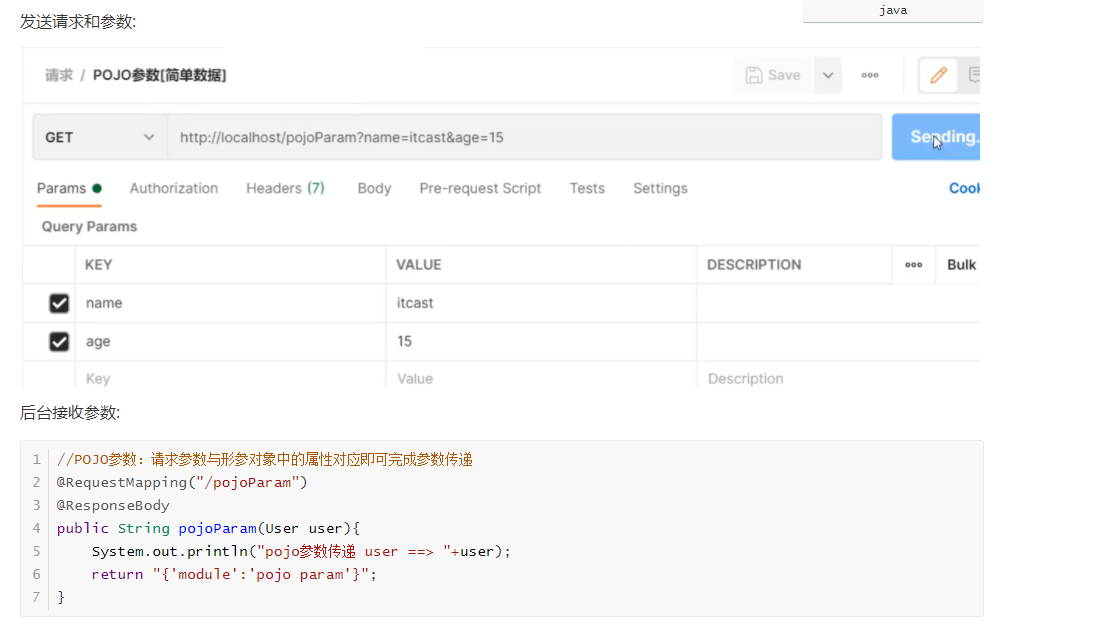 java
发送请求和参数:
请求 / POJO参数[简单数据]
Save
GET
http://localhost/pojoParam?name=itcast&age=15
Sending.
Params
Authorization
Headers (7)
Body
Pre-request Script
Tests
Settings
Cook
Query Params
KEY VALUE DESCRIPTION ooo Bulk
name itcast
age 15
Key Value Description
后台接收参数:
1 //POJO参数：请求参数与形参对象中的属性对应即可完成参数传递
2 @RequestMapping("/pojoParam")
3 @ResponseBody
4 public String pojoParam(User user){
5 System.out.println("pojo参数传递 user ==> "+user);
6 return "{'module':'pojo param'}";
7 }